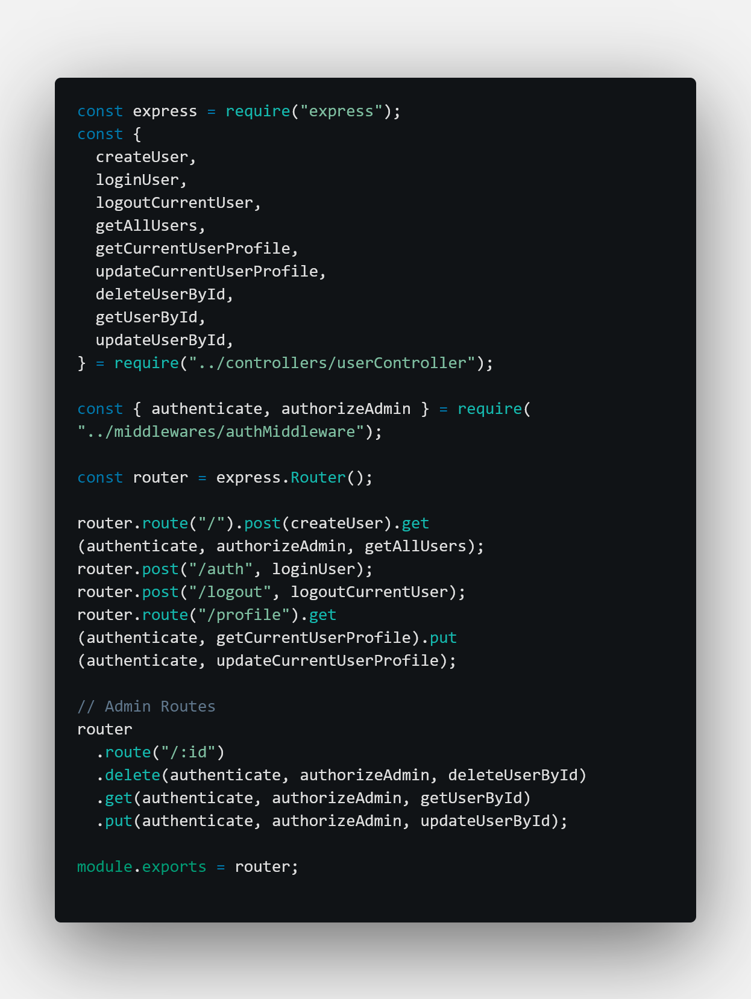 const express = require("express");
const {
  createUser,
  loginUser,
  logoutCurrentUser,
  getAllUsers,
  getCurrentUserProfile,
  updateCurrentUserProfile,
  deleteUserById,
  getUserById,
  updateUserById,
} = require("../controllers/userController");

const { authenticate, authorizeAdmin } = require(
"../middlewares/authMiddleware");

const router = express.Router();

router.route("/").post(createUser).get
(authenticate, authorizeAdmin, getAllUsers);
router.post("/auth", loginUser);
router.post("/logout", logoutCurrentUser);
router.route("/profile").get
(authenticate, getCurrentUserProfile).put
(authenticate, updateCurrentUserProfile);

// Admin Routes
router
  .route("/:id")
  .delete(authenticate, authorizeAdmin, deleteUserById)
  .get(authenticate, authorizeAdmin, getUserById)
  .put(authenticate, authorizeAdmin, updateUserById);

module.exports = router;